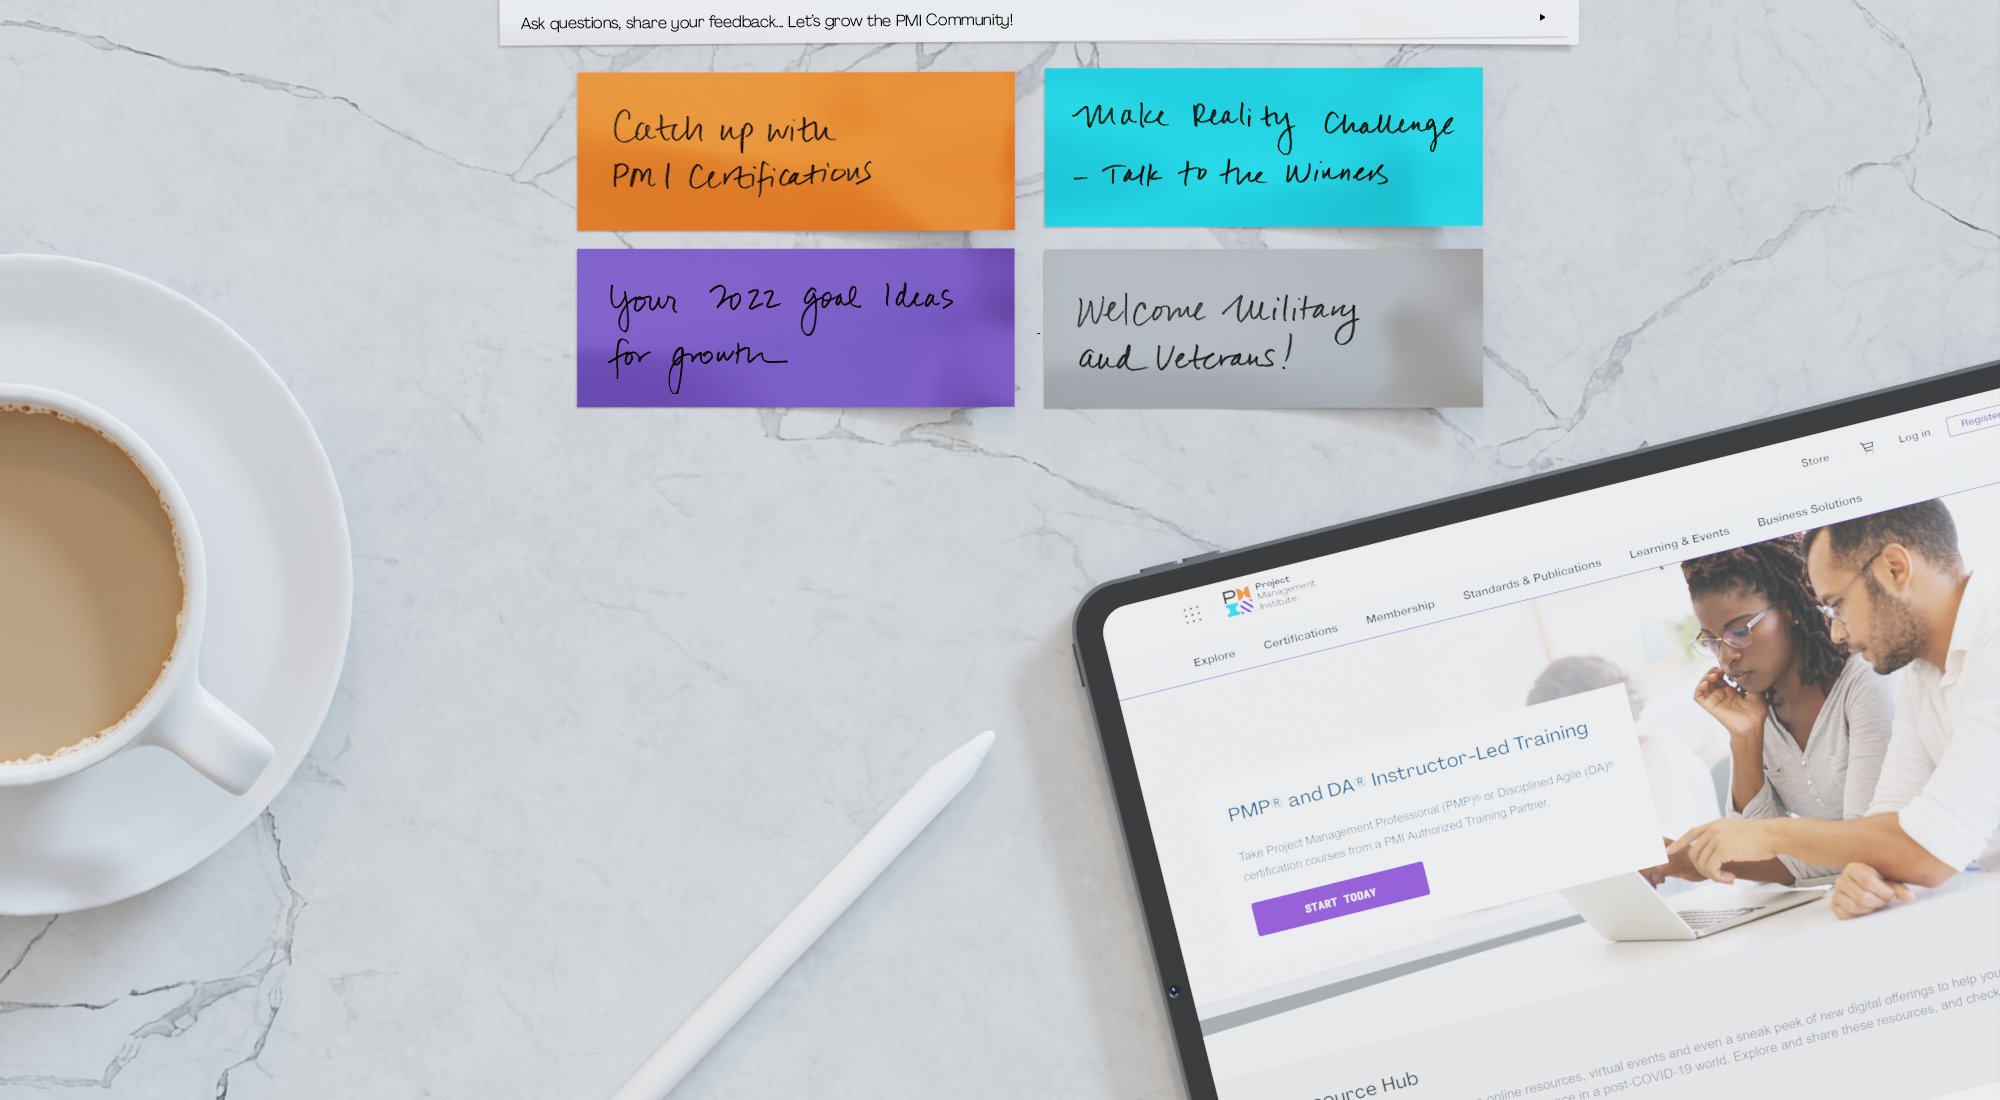 Ask questions, share your feedback... Let's grow the PMI Community!
Catch up with
PMI Certifications
Make Reality Challenge
- Talk to the Winners
Your 2022 goal Ideas
for growth
Welcome Military
and Veterans!
Store
Log in
Register
PM
Project
Management
Institute.
Explore
Certifications
Membership
Standards & Publications
Learning & Events
Business Solutions
PMP® and DA® Instructor-Led Training
Take Project Management Professional (PMP)® or Disciplined Agile (DA)®
certification courses from a PMI Authorized Training Partner.
START TODAY
Hub
online resources, virtual events and even a sneak peek of new digital offerings to help you
in a post-COVID-19 world. Explore and share these resources, and check